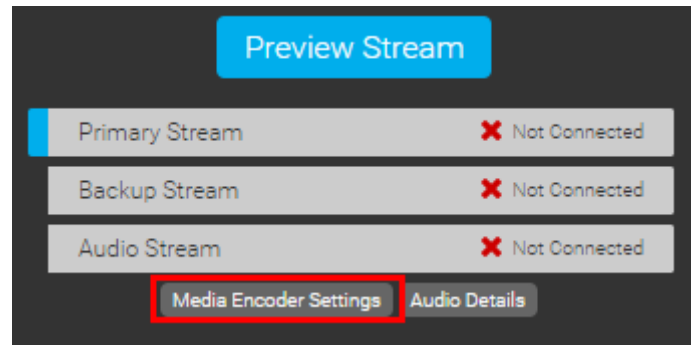 Preview Stream
Primary Stream Not Connected
Backup Stream Not Connected
Audio Stream Not Connected
Media Encoder Settings Audio Details